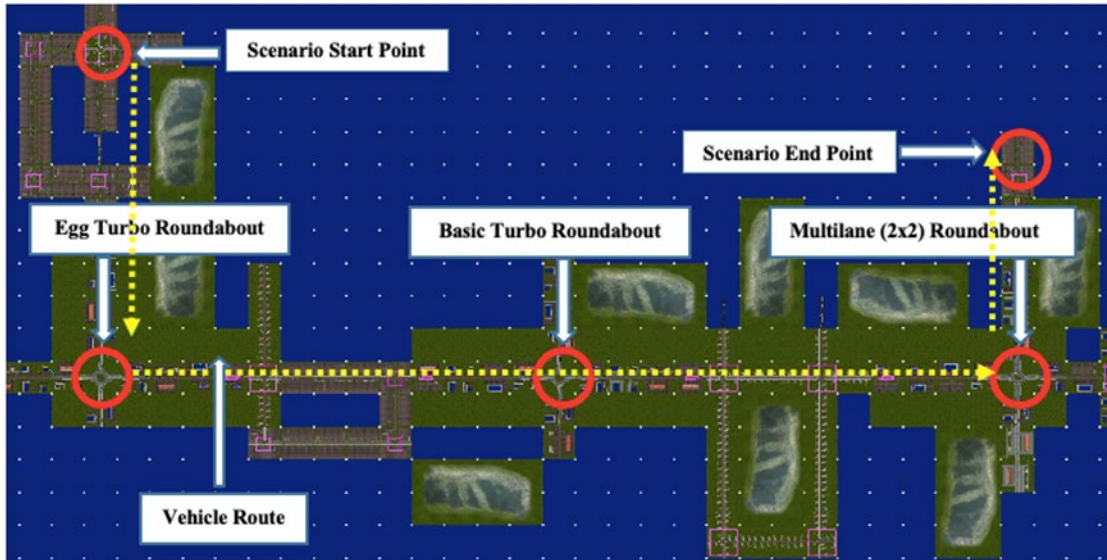 Scenario Start Point
Scenario End Point
Egg Turbo Roundabout
Basic Turbo Roundabout
Multilane (2x2) Roundabout
Vehicle Route